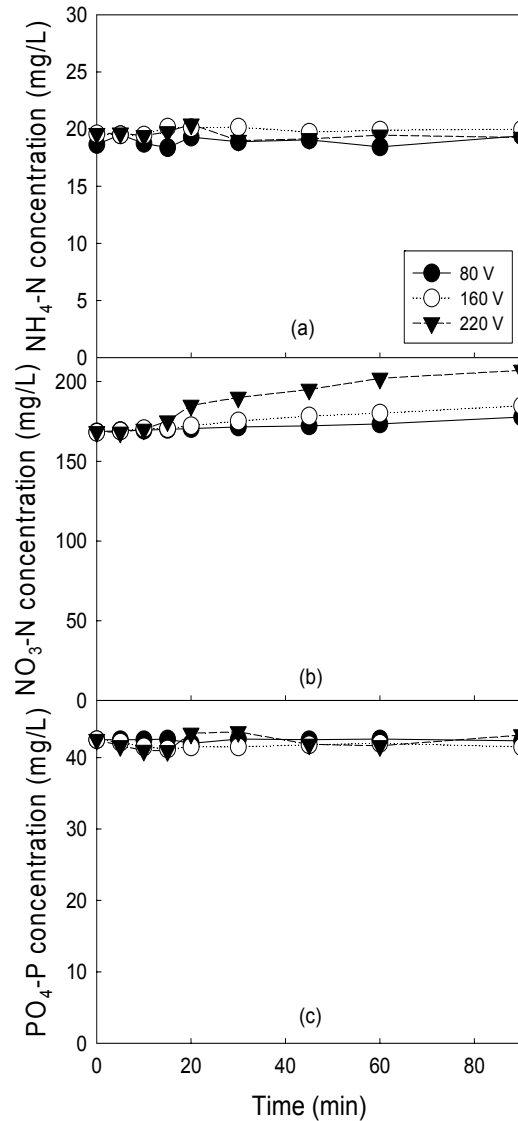 NH₄-N concentration (mg/L)
30
25
20
15
10
5
0
80 V
160 V
220 V
(a)
NO₃-N concentration (mg/L)
200
150
100
50
0
(b)
PO₄-P concentration (mg/L)
40
30
20
10
0
(c)
0 20 40 60 80
Time (min)